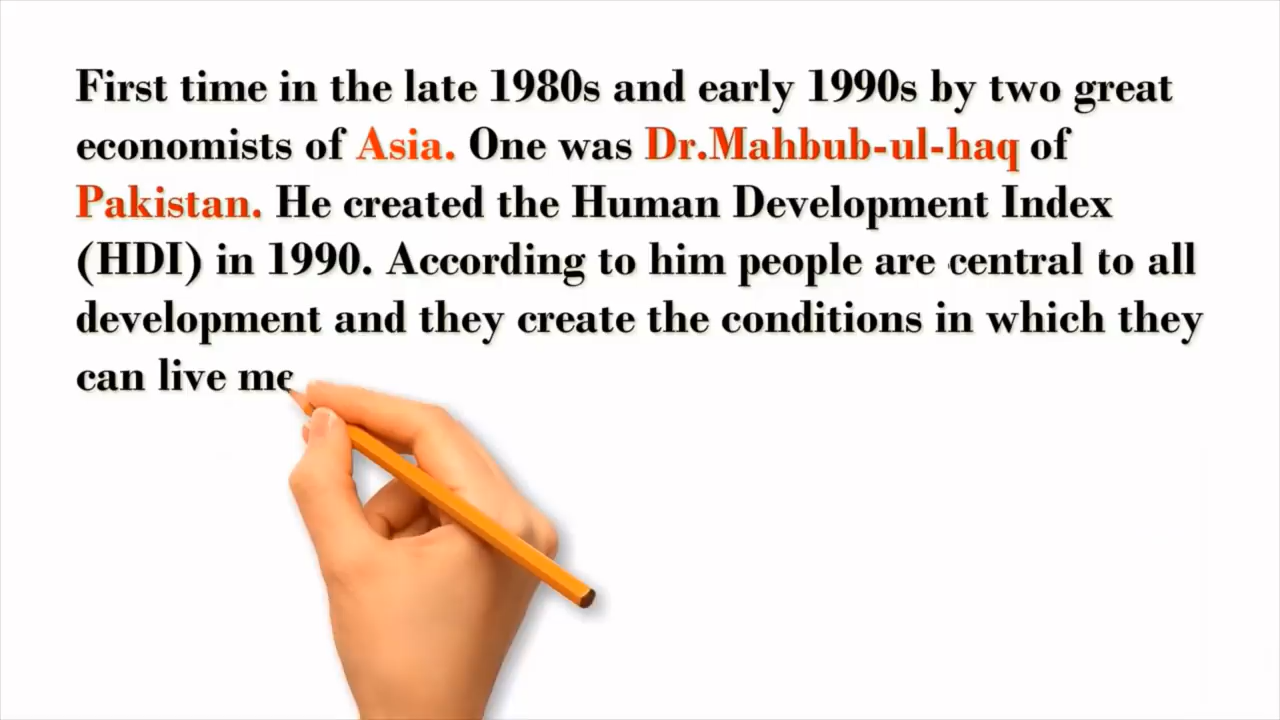 First time in the late 1980s and early 1990s by two great
economists of Asia. One was Dr.Mahbub-ul-haq of
Pakistan. He created the Human Development Index
(HDI) in 1990. According to him people are central to all
development and they create the conditions in which they
can live me